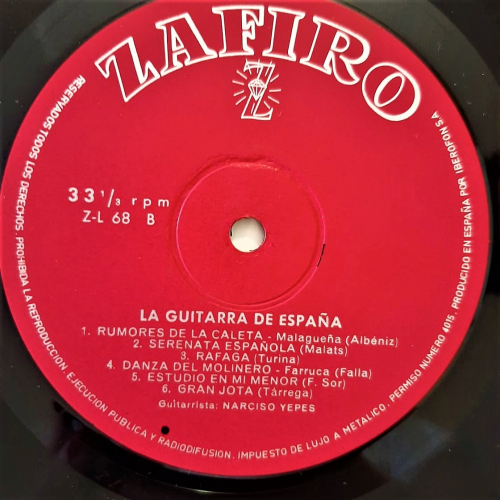 ZAFIRO
Z
33 1/3 rpm
Z-L 68 B
LA GUITARRA DE ESPAÑA
1. RUMORES DE LA CALETA - Malagueña (Albéniz)
2. SERENATA ESPAÑOLA (Malats)
3. RAFAGA (Turina)
4. DANZA DEL MOLINERO - Farruca (Falla)
5. ESTUDIO EN MI MENOR (F. Sor)
6. GRAN JOTA (Tárrega)
Guitarrista: NARCISO YEPES
RESERVADOS TODOS LOS DERECHOS. PROHIBIDA LA REPRODUCCION, EJECUCION PUBLICA Y RADIODIFUSION. IMPUESTO DE LUJO A METALICO. PERMISO NUMERO 4015. PRODUCIDO EN ESPAÑA POR IBEROFON S A